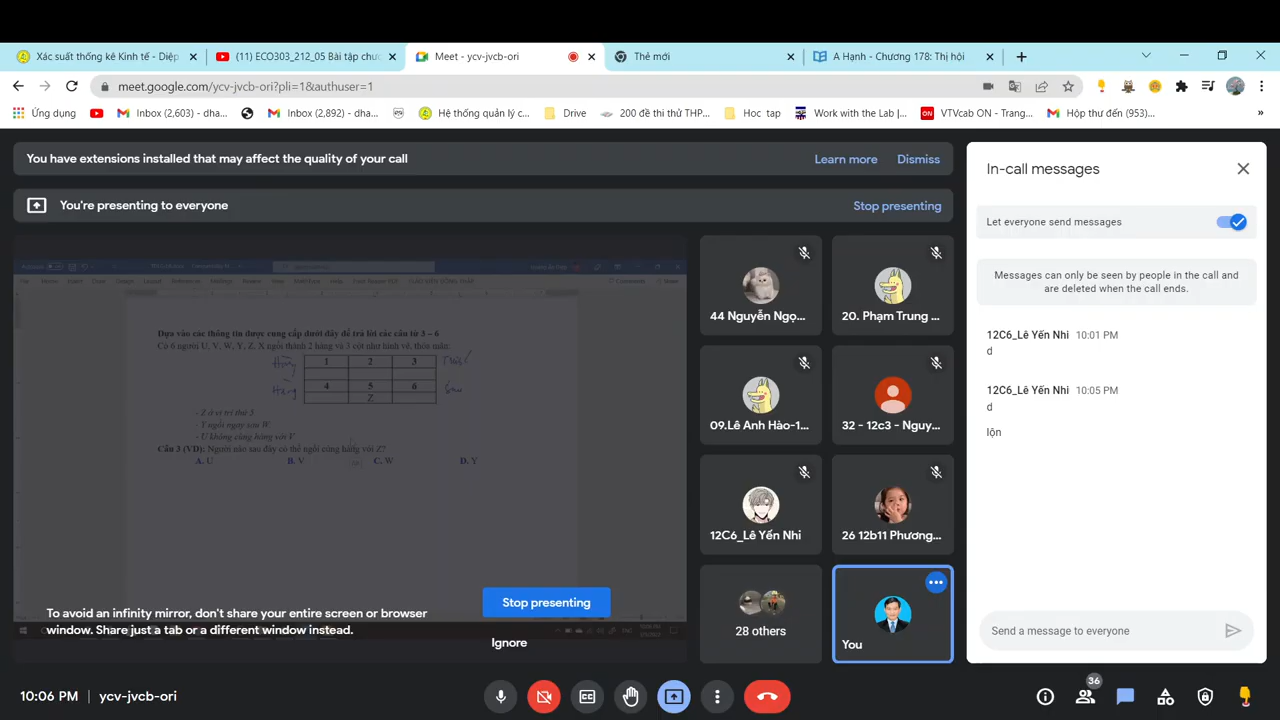 Xác suất thống kê Kinh tế - Diệp
(11) ECO303_212_05 Bài tập chươ
Meet - ycv-jvcb-ori
Thẻ mới
A Hạnh - Chương 178: Thị hội
meet.google.com/ycv-jvcb-ori?pli=1&authuser=1
Ứng dụng
Inbox (2,603) - dha...
Inbox (2,892) - dha...
Hệ thống quản lý c...
Drive
200 đề thi thử THP...
Hoc tap
Work with the Lab |...
VTVcab ON - Trang...
Hộp thư đến (953)...
»
You have extensions installed that may affect the quality of your call
Learn more
Dismiss
You're presenting to everyone
Stop presenting
Dựa vào các thông tin được cung cấp dưới đây để trả lời các câu từ 3 – 6
Có 6 người U, V, W, Y, Z, X ngồi thành 2 hàng và 3 cột như hình vẽ, thỏa mãn:
Hàng
1 2 3
Hàng
4 5 6
Z
- Z ở vị trí thứ 5
- Y ngồi ngay sau W.
- U không cùng hàng với V
Câu 3 (VD): Người nào sau đây có thể ngồi cùng hàng với Z?
A. U B. V C. W D. Y
To avoid an infinity mirror, don't share your entire screen or browser
window. Share just a tab or a different window instead.
Stop presenting
Ignore
44 Nguyễn Ngọ...
20. Phạm Trung ...
09.Lê Anh Hào-1...
32 - 12c3 - Nguy...
12C6_Lê Yến Nhi
26 12b11 Phương...
28 others
You
In-call messages
Let everyone send messages
Messages can only be seen by people in the call and
are deleted when the call ends.
12C6_Lê Yến Nhi 10:01 PM
d
12C6_Lê Yến Nhi 10:05 PM
d
lộn
Send a message to everyone
10:06 PM
ycv-jvcb-ori
36